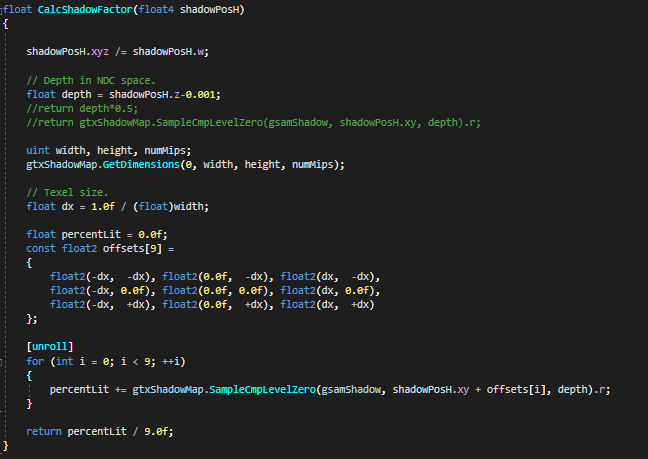 float CalcShadowFactor(float4 shadowPosH)
{
shadowPosH.xyz /= shadowPosH.w;
// Depth in NDC space.
float depth = shadowPosH.z-0.001;
//return depth*0.5;
//return gtxShadowMap.SampleCmpLevelZero(gsamShadow, shadowPosH.xy, depth).r;
uint width, height, numMips;
gtxShadowMap.GetDimensions(0, width, height, numMips);
// Texel size.
float dx = 1.0f / (float)width;
float percentLit = 0.0f;
const float2 offsets[9] =
{
float2(-dx, -dx), float2(0.0f, -dx), float2(dx, -dx),
float2(-dx, 0.0f), float2(0.0f, 0.0f), float2(dx, 0.0f),
float2(-dx, +dx), float2(0.0f, +dx), float2(dx, +dx)
};
[unroll]
for (int i = 0; i < 9; ++i)
{
percentLit += gtxShadowMap.SampleCmpLevelZero(gsamShadow, shadowPosH.xy + offsets[i], depth).r;
}
return percentLit / 9.0f;
}